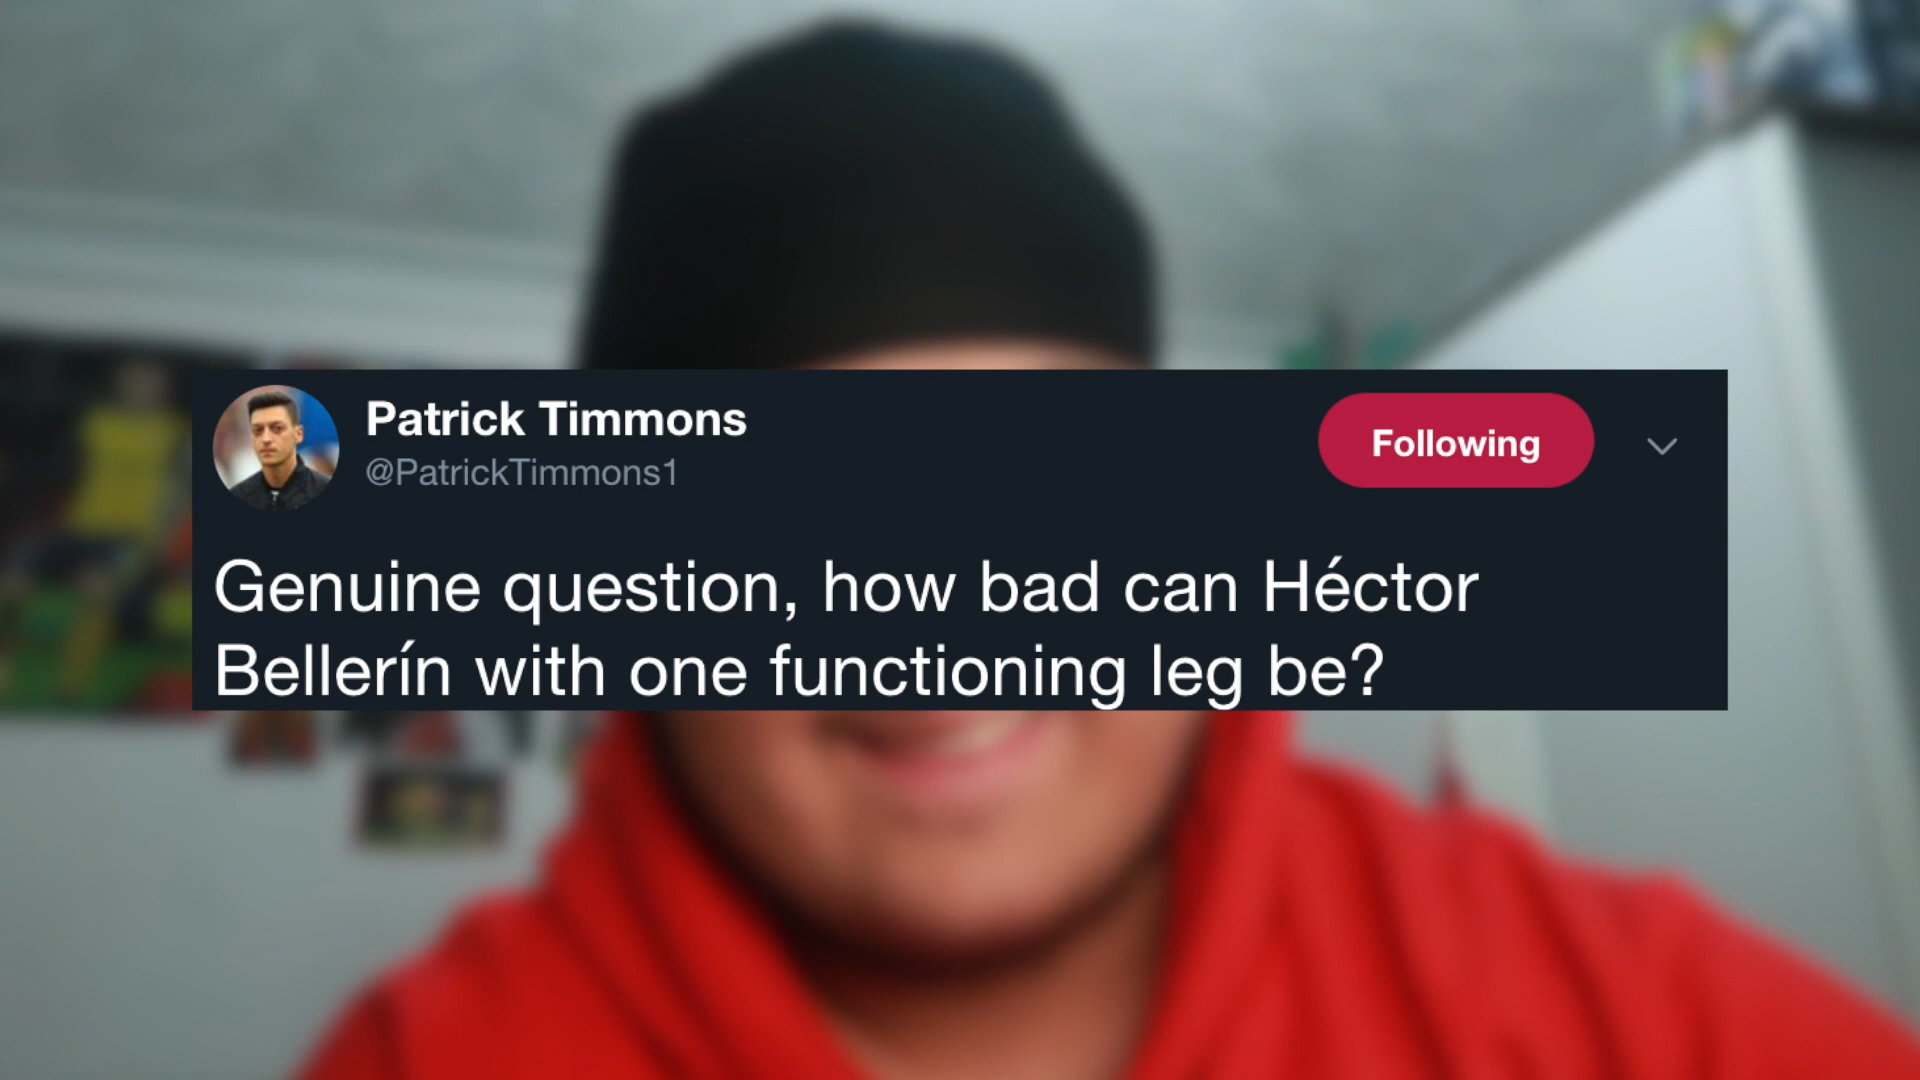 Patrick Timmons
@PatrickTimmons1
Following
Genuine question, how bad can Héctor
Bellerín with one functioning leg be?